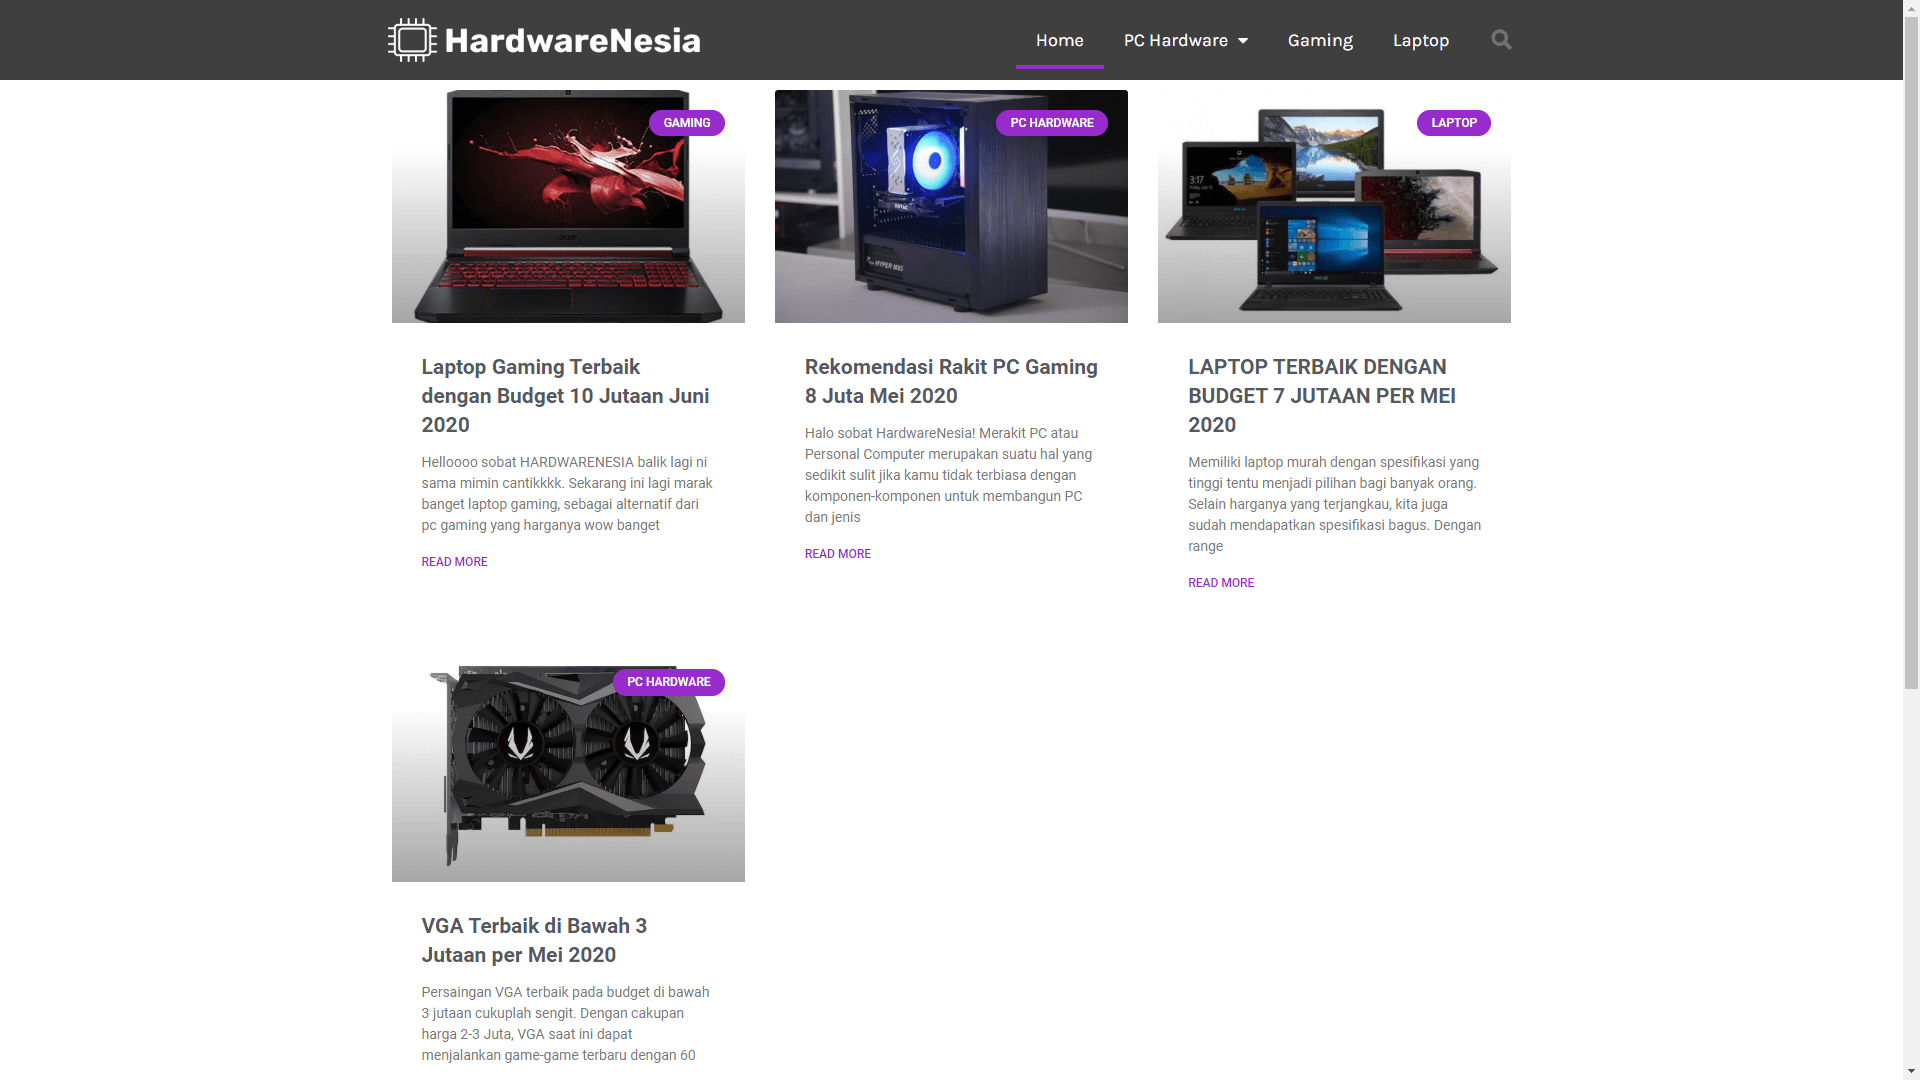 HardwareNesia
Home
PC Hardware
Gaming
Laptop
GAMING
PC HARDWARE
LAPTOP
Laptop Gaming Terbaik
dengan Budget 10 Jutaan Juni
2020
Helloooo sobat HARDWARENESIA balik lagi ni
sama mimin cantikkkk. Sekarang ini lagi marak
banget laptop gaming, sebagai alternatif dari
pc gaming yang harganya wow banget
READ MORE
Rekomendasi Rakit PC Gaming
8 Juta Mei 2020
Halo sobat HardwareNesia! Merakit PC atau
Personal Computer merupakan suatu hal yang
sedikit sulit jika kamu tidak terbiasa dengan
komponen-komponen untuk membangun PC
dan jenis
READ MORE
LAPTOP TERBAIK DENGAN
BUDGET 7 JUTAAN PER MEI
2020
Memiliki laptop murah dengan spesifikasi yang
tinggi tentu menjadi pilihan bagi banyak orang.
Selain harganya yang terjangkau, kita juga
sudah mendapatkan spesifikasi bagus. Dengan
range
READ MORE
PC HARDWARE
VGA Terbaik di Bawah 3
Jutaan per Mei 2020
Persaingan VGA terbaik pada budget di bawah
3 jutaan cukuplah sengit. Dengan cakupan
harga 2-3 Juta, VGA saat ini dapat
menjalankan game-game terbaru dengan 60